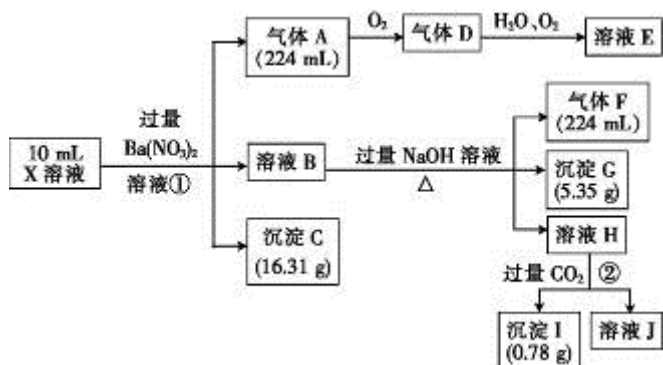 10 mL
X 溶液
过量
Ba(NO₃)₂
溶液①
气体 A
(224 mL)
O₂
气体 D
H₂O、O₂
溶液 E
溶液 B
过量 NaOH 溶液
△
气体 F
(224 mL)
沉淀 G
(5.35 g)
溶液 H
沉淀 C
(16.31 g)
过量 CO₂ ②
沉淀 I
(0.78 g)
溶液 J